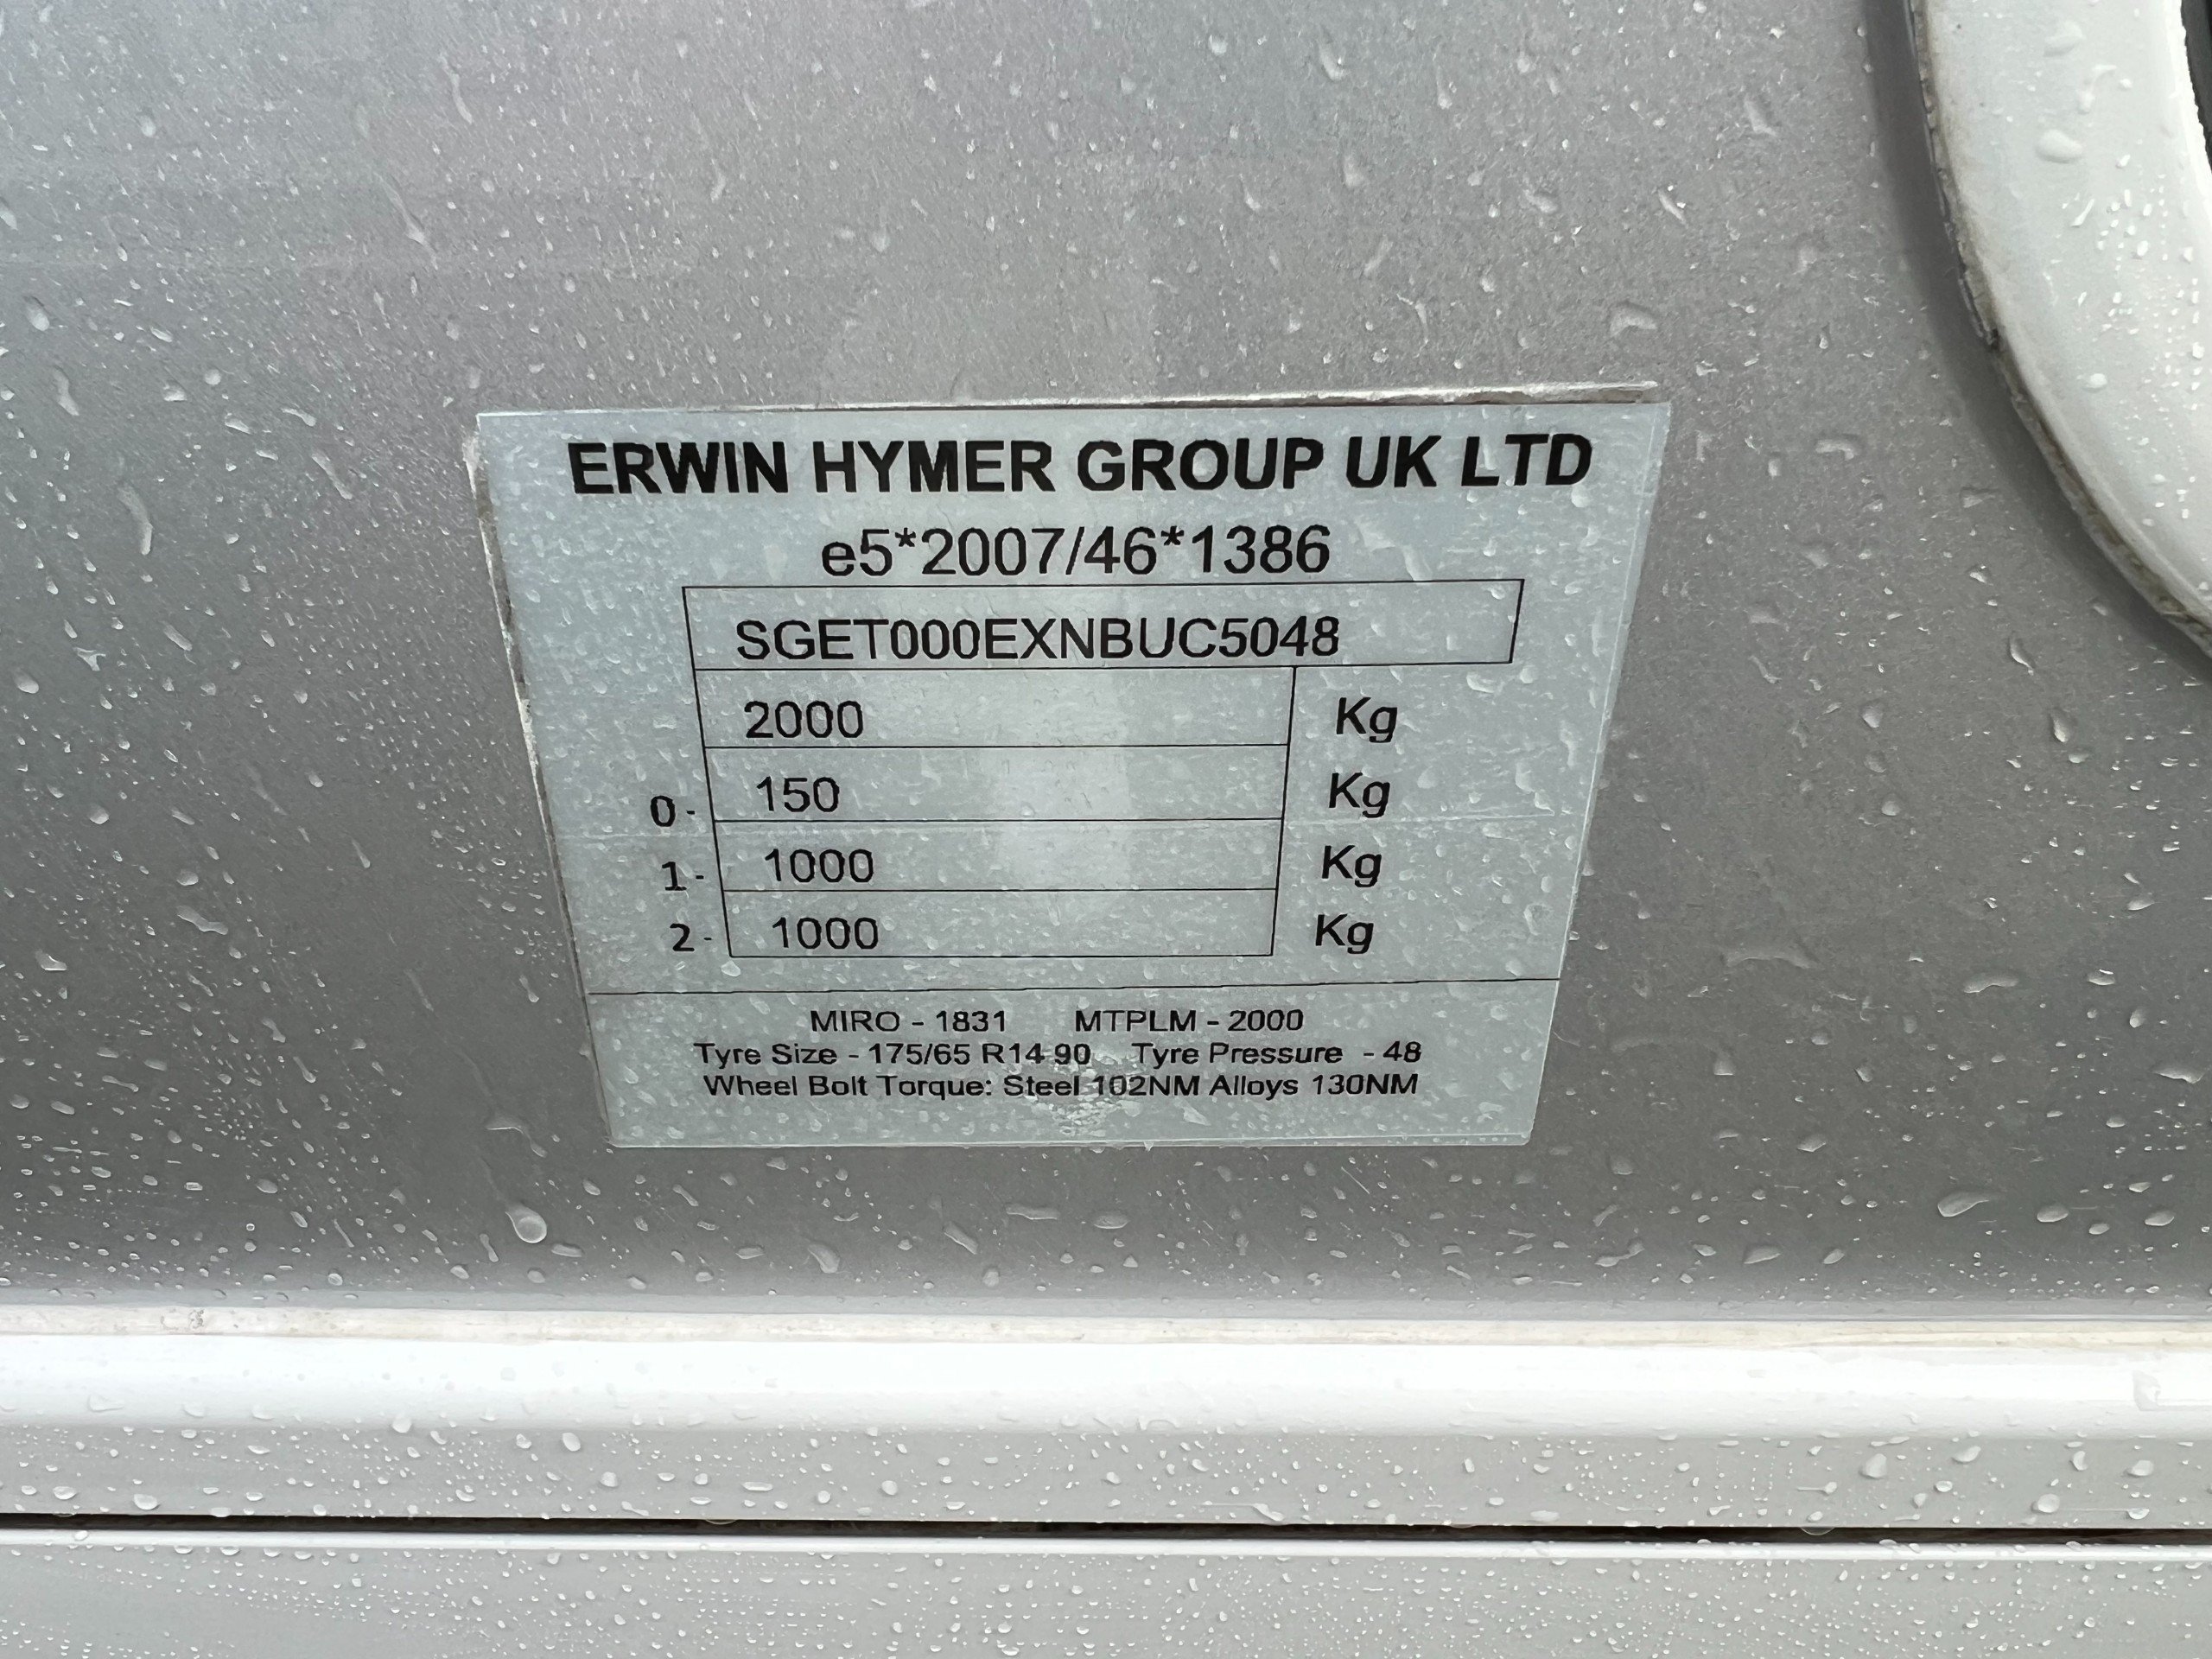 ERWIN HYMER GROUP UK LTD
e5*2007/46*1386
SGET000EXNBUC5048
2000 Kg
0- 150 Kg
1- 1000 Kg
2- 1000 Kg
MIRO - 1831 MTPLM - 2000
Tyre Size - 175/65 R14 90 Tyre Pressure - 48
Wheel Bolt Torque: Steel 102NM Alloys 130NM